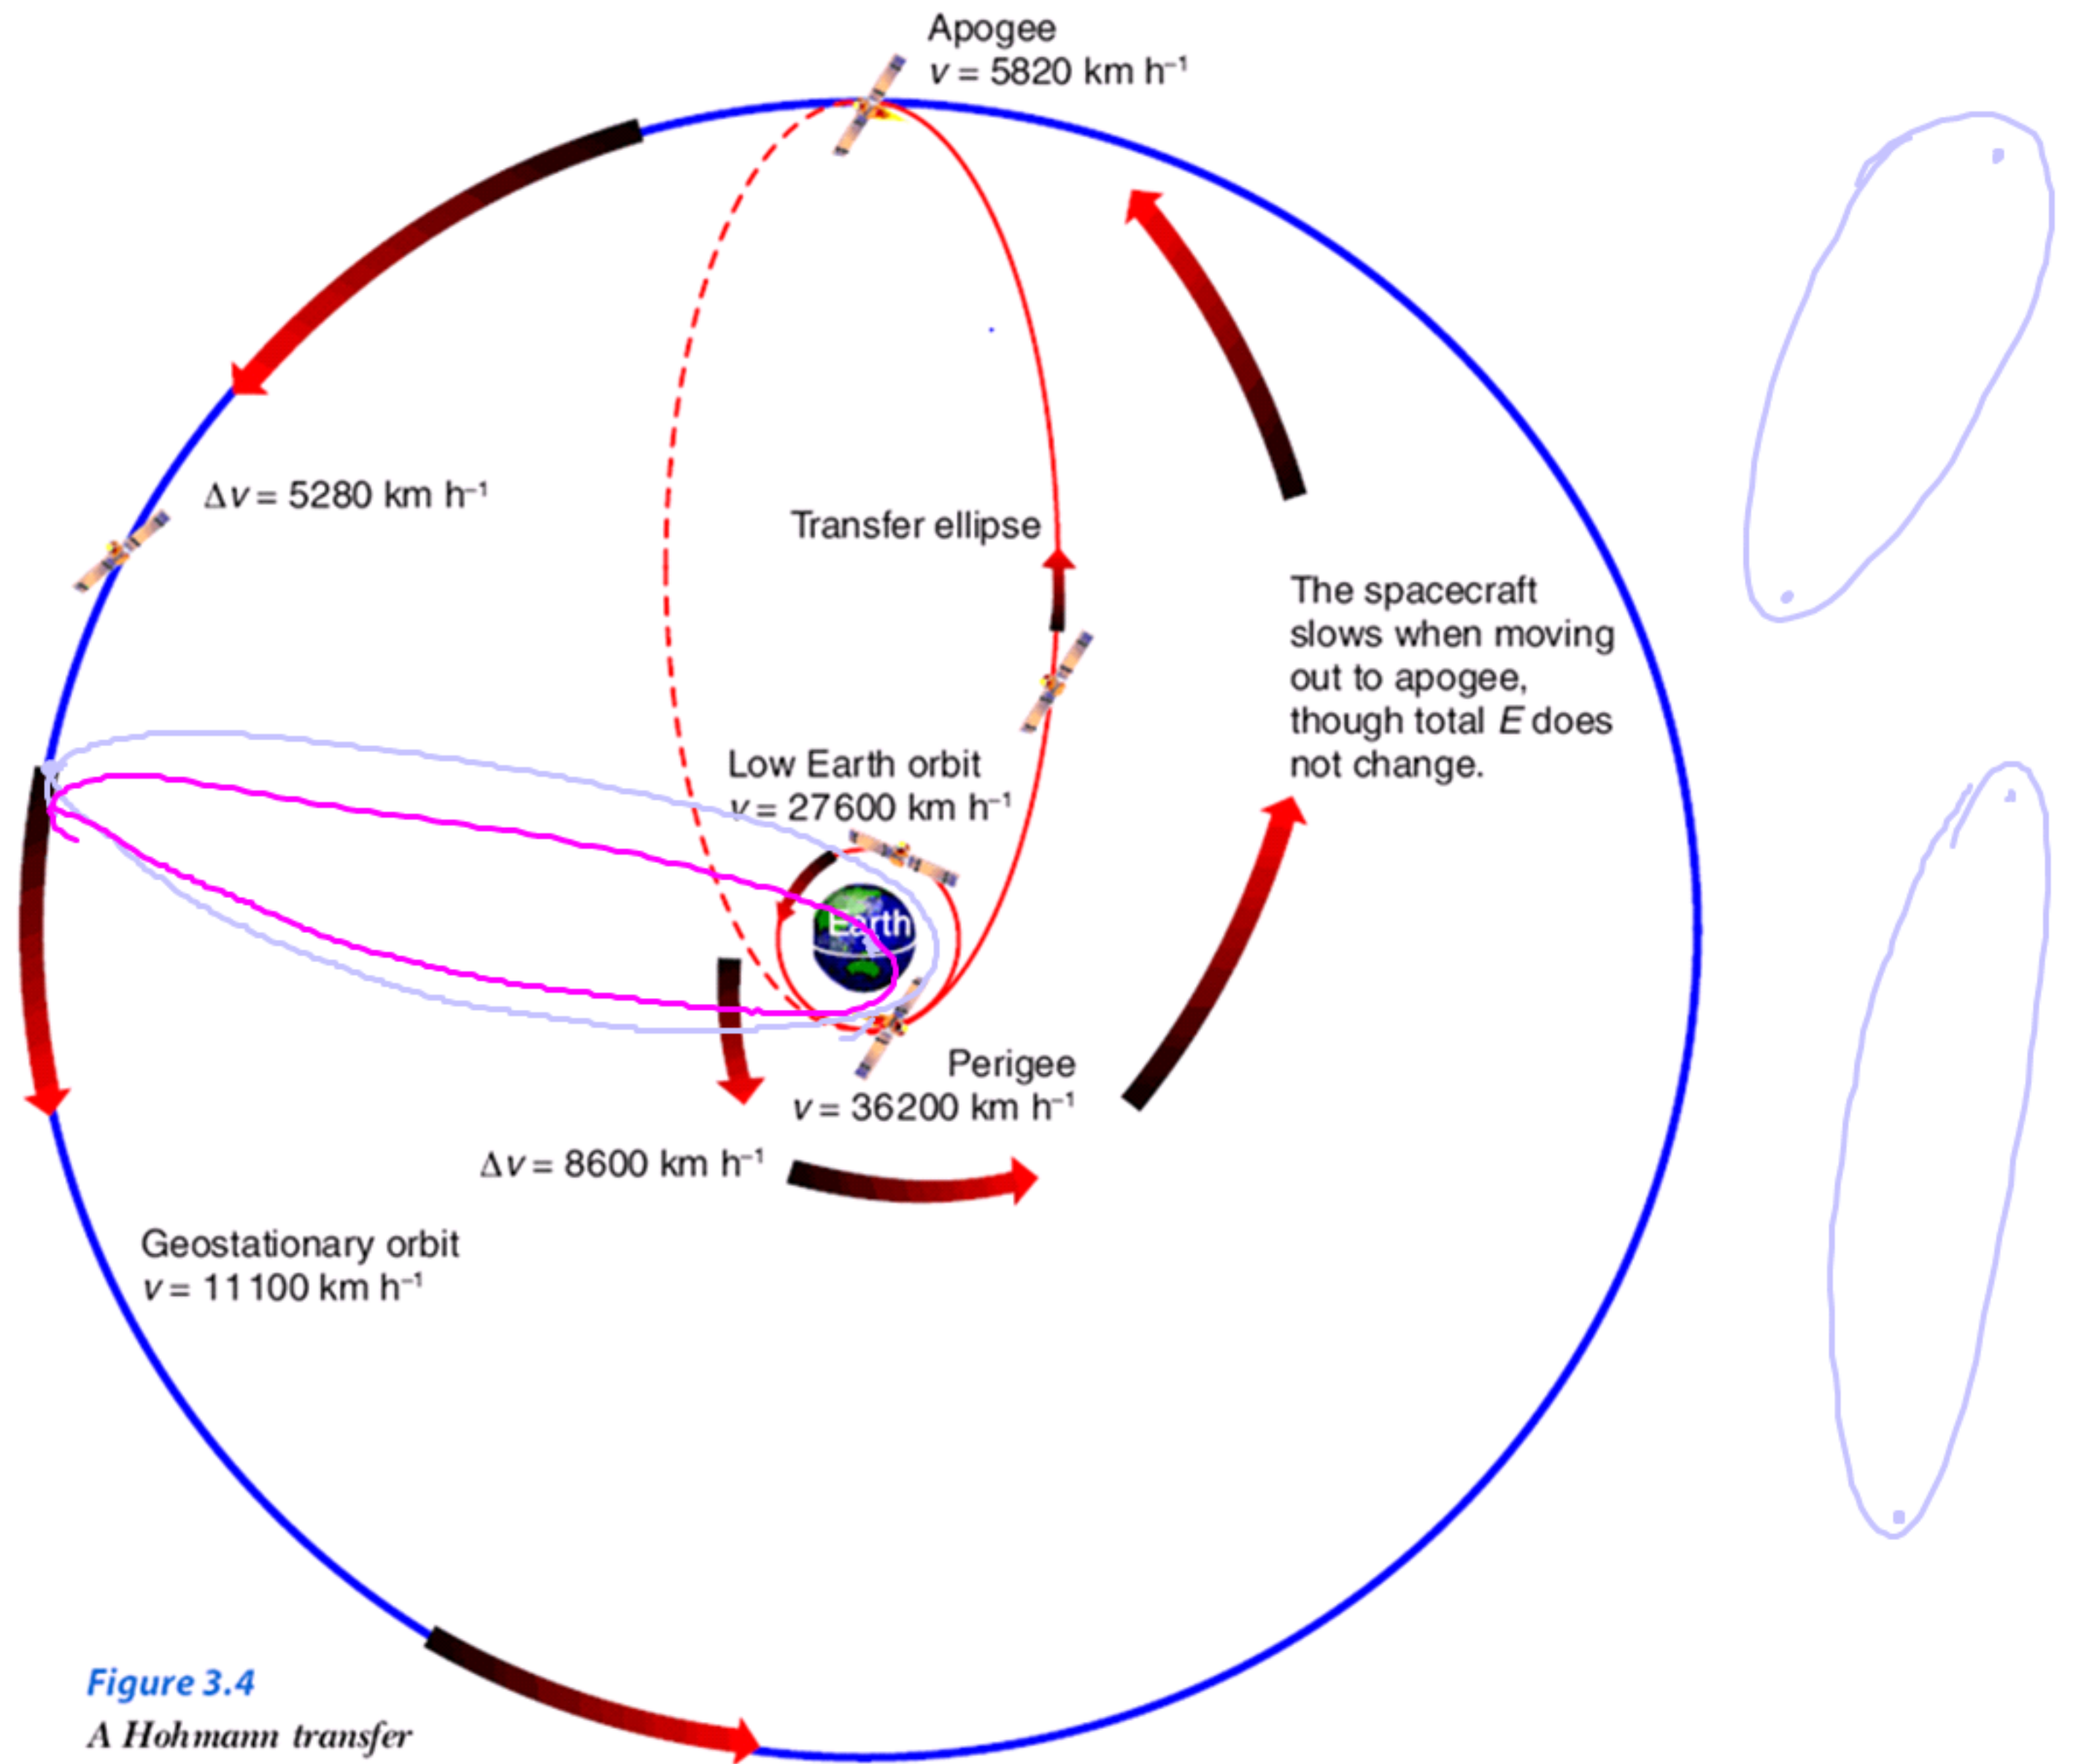 Apogee
v = 5820 km h⁻¹
Δv = 5280 km h⁻¹
Transfer ellipse
The spacecraft
slows when moving
out to apogee,
though total E does
not change.
Low Earth orbit
v = 27600 km h⁻¹
Earth
Perigee
v = 36200 km h⁻¹
Δv = 8600 km h⁻¹
Geostationary orbit
v = 11100 km h⁻¹
Figure 3.4
A Hohmann transfer